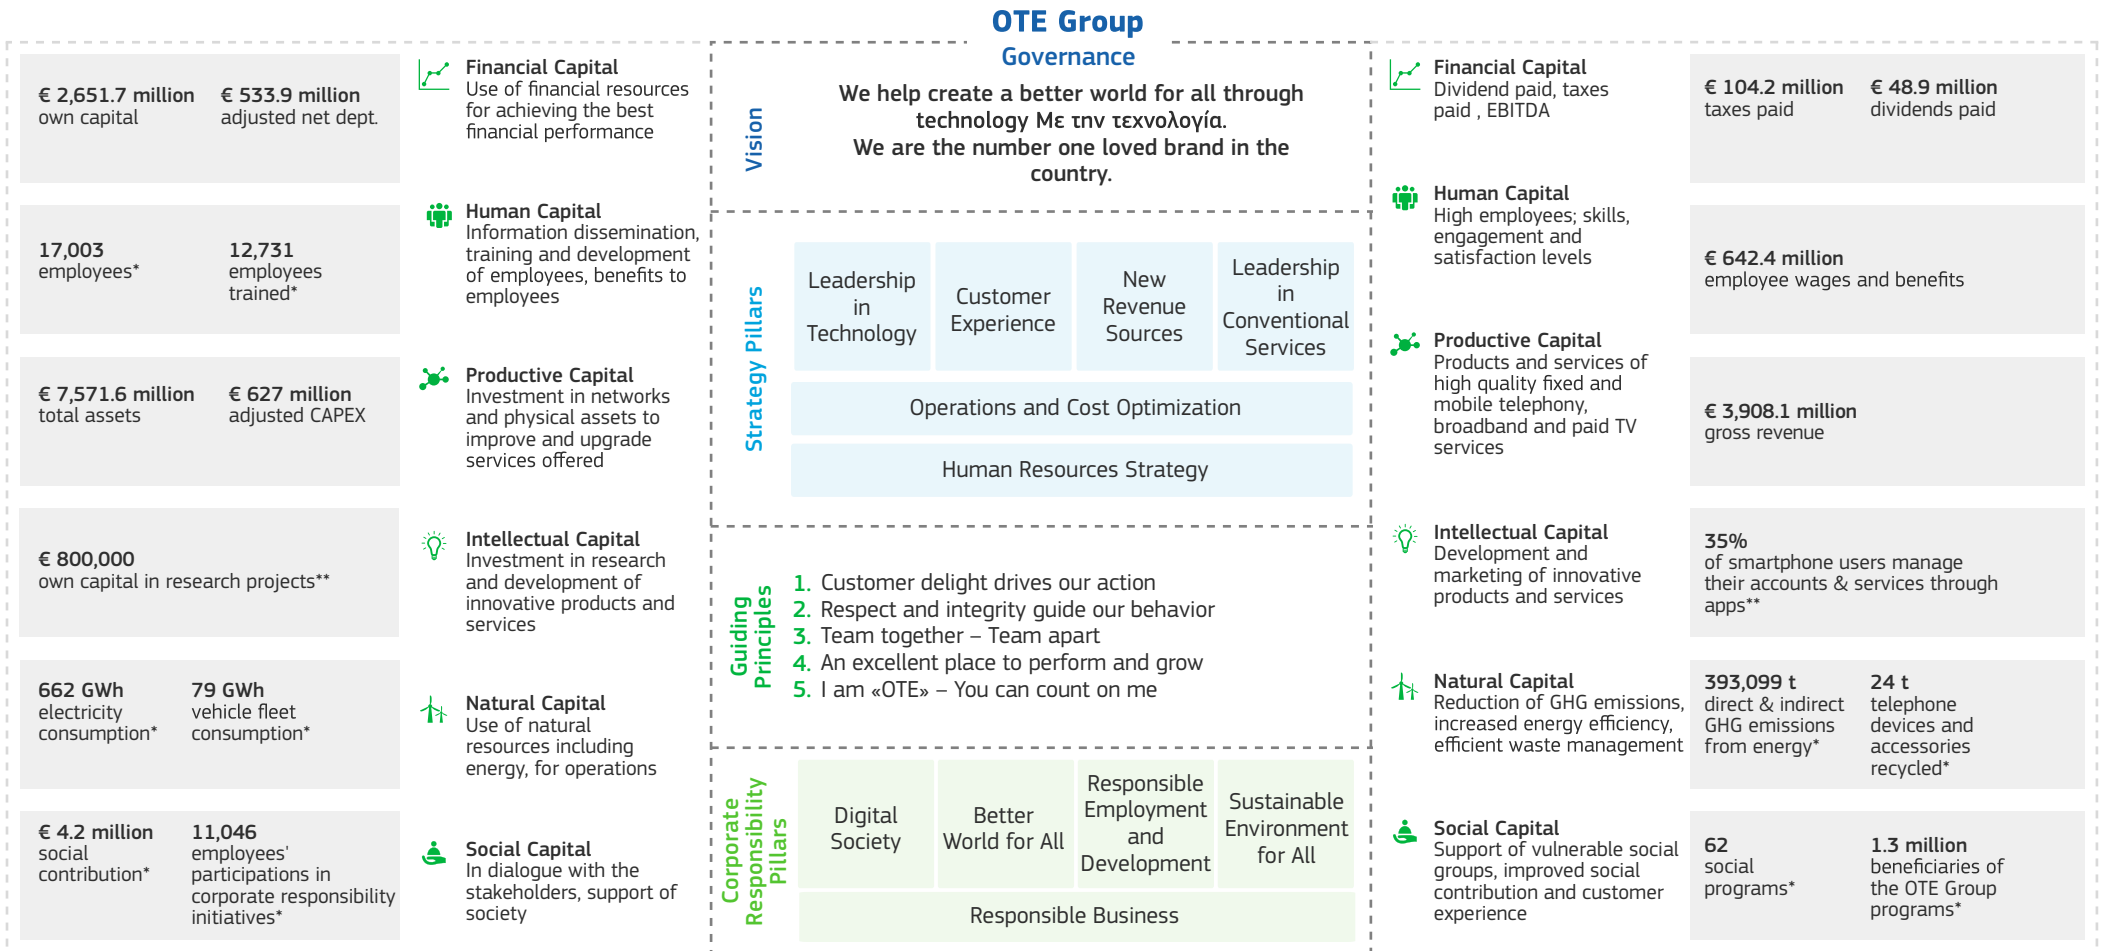 OTE Group
Governance
€ 2,651.7 million
own capital
€ 533.9 million
adjusted net dept.
Financial Capital
Use of financial resources
for achieving the best
financial performance
17,003
employees*
12,731
employees
trained*
Human Capital
Information dissemination,
training and development
of employees, benefits to
employees
€ 7,571.6 million
total assets
€ 627 million
adjusted CAPEX
Productive Capital
Investment in networks
and physical assets to
improve and upgrade
services offered
€ 800,000
own capital in research projects**
Intellectual Capital
Investment in research
and development of
innovative products and
services
662 GWh
electricity
consumption*
79 GWh
vehicle fleet
consumption*
Natural Capital
Use of natural
resources including
energy, for operations
€ 4.2 million
social
contribution*
11,046
employees'
participations in
corporate responsibility
initiatives*
Social Capital
In dialogue with the
stakeholders, support of
society
Vision
We help create a better world for all through
technology Με την τεχνολογία.
We are the number one loved brand in the
country.
Strategy Pillars
Leadership
in
Technology
Customer
Experience
New
Revenue
Sources
Leadership
in
Conventional
Services
Operations and Cost Optimization
Human Resources Strategy
Guiding
Principles
1. Customer delight drives our action
2. Respect and integrity guide our behavior
3. Team together – Team apart
4. An excellent place to perform and grow
5. I am «OTE» – You can count on me
Corporate
Responsibility
Pillars
Digital
Society
Better
World for All
Responsible
Employment
and
Development
Sustainable
Environment
for All
Responsible Business
Financial Capital
Dividend paid, taxes
paid , EBITDA
€ 104.2 million
taxes paid
€ 48.9 million
dividends paid
Human Capital
High employees; skills,
engagement and
satisfaction levels
€ 642.4 million
employee wages and benefits
Productive Capital
Products and services of
high quality fixed and
mobile telephony,
broadband and paid TV
services
€ 3,908.1 million
gross revenue
Intellectual Capital
Development and
marketing of innovative
products and services
35%
of smartphone users manage
their accounts & services through
apps**
Natural Capital
Reduction of GHG emissions,
increased energy efficiency,
efficient waste management
393,099 t
direct & indirect
GHG emissions
from energy*
24 t
telephone
devices and
accessories
recycled*
Social Capital
Support of vulnerable social
groups, improved social
contribution and customer
experience
62
social
programs*
1.3 million
beneficiaries of
the OTE Group
programs*